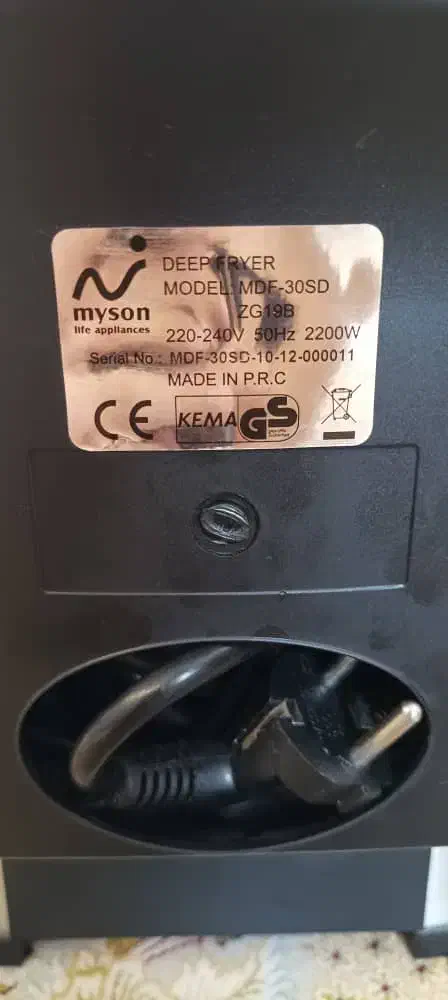 DEEP FRYER
MODEL: MDF-30SD
ZG19B
myson
life appliances
220-240V 50Hz 2200W
Serial No.: MDF-30SD-10-12-000011
MADE IN P.R.C
CE KEMA GS